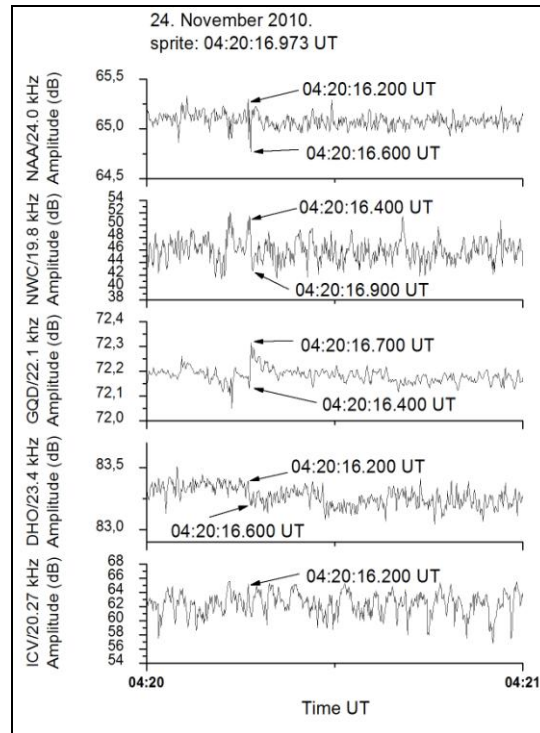 24. November 2010.
sprite: 04:20:16.973 UT
NAA/24.0 kHz
Amplitude (dB)
65,5
65,0
64,5
04:20:16.200 UT
04:20:16.600 UT
NWC/19.8 kHz
Amplitude (dB)
54
52
50
48
46
44
42
40
38
04:20:16.400 UT
04:20:16.900 UT
GQD/22.1 khz
Amplitude (dB)
72,4
72,3
72,2
72,1
72,0
04:20:16.700 UT
04:20:16.400 UT
DHO/23.4 kHz
Amplitude (dB)
83,5
83,0
04:20:16.200 UT
04:20:16.600 UT
ICV/20.27 kHz
Amplitude (dB)
68
66
64
62
60
58
56
54
04:20:16.200 UT
04:20
04:21
Time UT